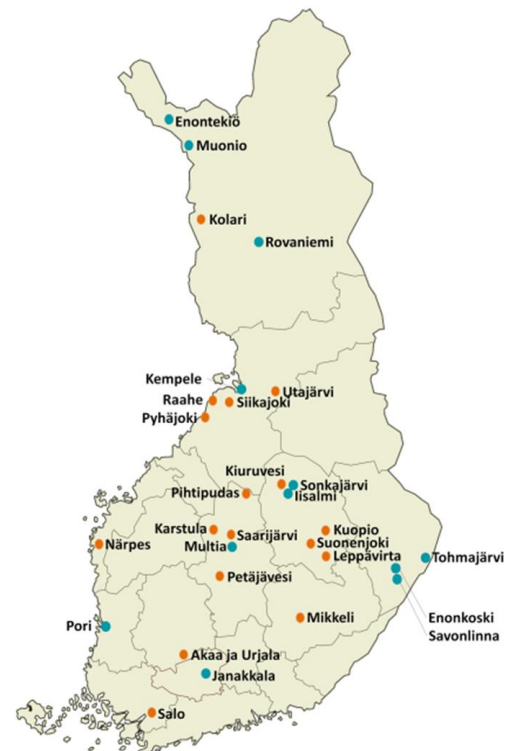 Enontekiö
Muonio
Kolari
Rovaniemi
Kempele
Utajärvi
Raahe
Siikajoki
Pyhäjoki
Kiuruvesi
Sonkajärvi
Pihtipudas
Iisalmi
Karstula
Kuopio
Saarijärvi
Närpes
Multia
Suonenjoki
Leppävirta
Tohmajärvi
Petäjävesi
Mikkeli
Enonkoski
Pori
Savonlinna
Akaa ja Urjala
Janakkala
Salo